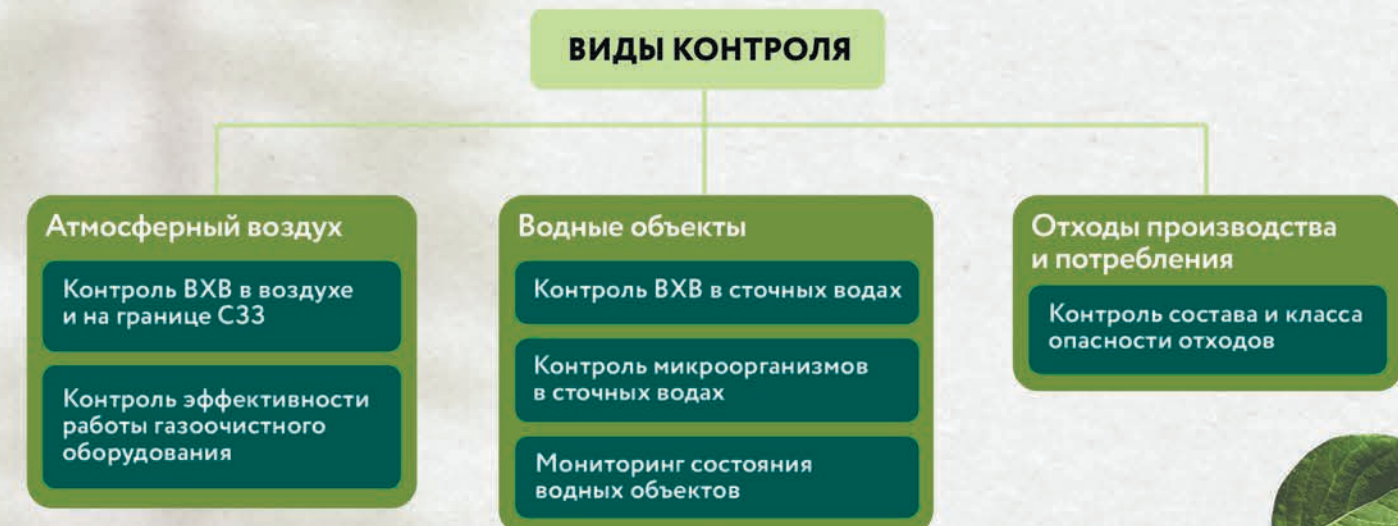 ВИДЫ КОНТРОЛЯ
Атмосферный воздух
Контроль ВХВ в воздухе
и на границе СЗЗ
Контроль эффективности
работы газоочистного
оборудования
Водные объекты
Контроль ВХВ в сточных водах
Контроль микроорганизмов
в сточных водах
Мониторинг состояния
водных объектов
Отходы производства
и потребления
Контроль состава и класса
опасности отходов